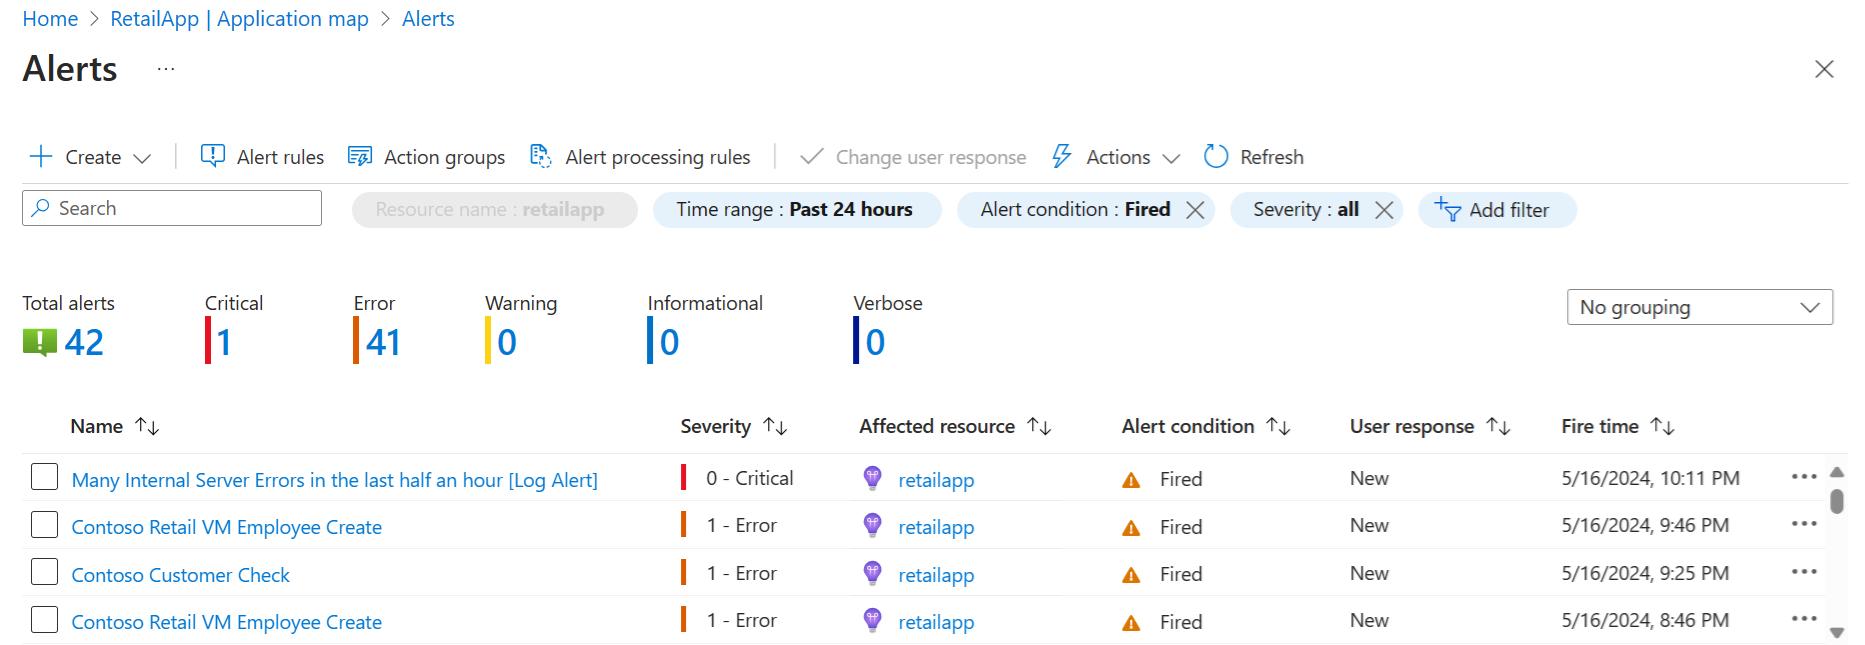 Home > RetailApp | Application map > Alerts
Alerts ...
Create Alert rules Action groups Alert processing rules Change user response Actions Refresh
Search Resource name : retailapp Time range : Past 24 hours Alert condition : Fired Severity : all Add filter
Total alerts Critical Error Warning Informational Verbose
42 1 41 0 0 0
No grouping
Name Severity Affected resource Alert condition User response Fire time
Many Internal Server Errors in the last half an hour [Log Alert] 0 - Critical retailapp Fired New 5/16/2024, 10:11 PM
Contoso Retail VM Employee Create 1 - Error retailapp Fired New 5/16/2024, 9:46 PM
Contoso Customer Check 1 - Error retailapp Fired New 5/16/2024, 9:25 PM
Contoso Retail VM Employee Create 1 - Error retailapp Fired New 5/16/2024, 8:46 PM